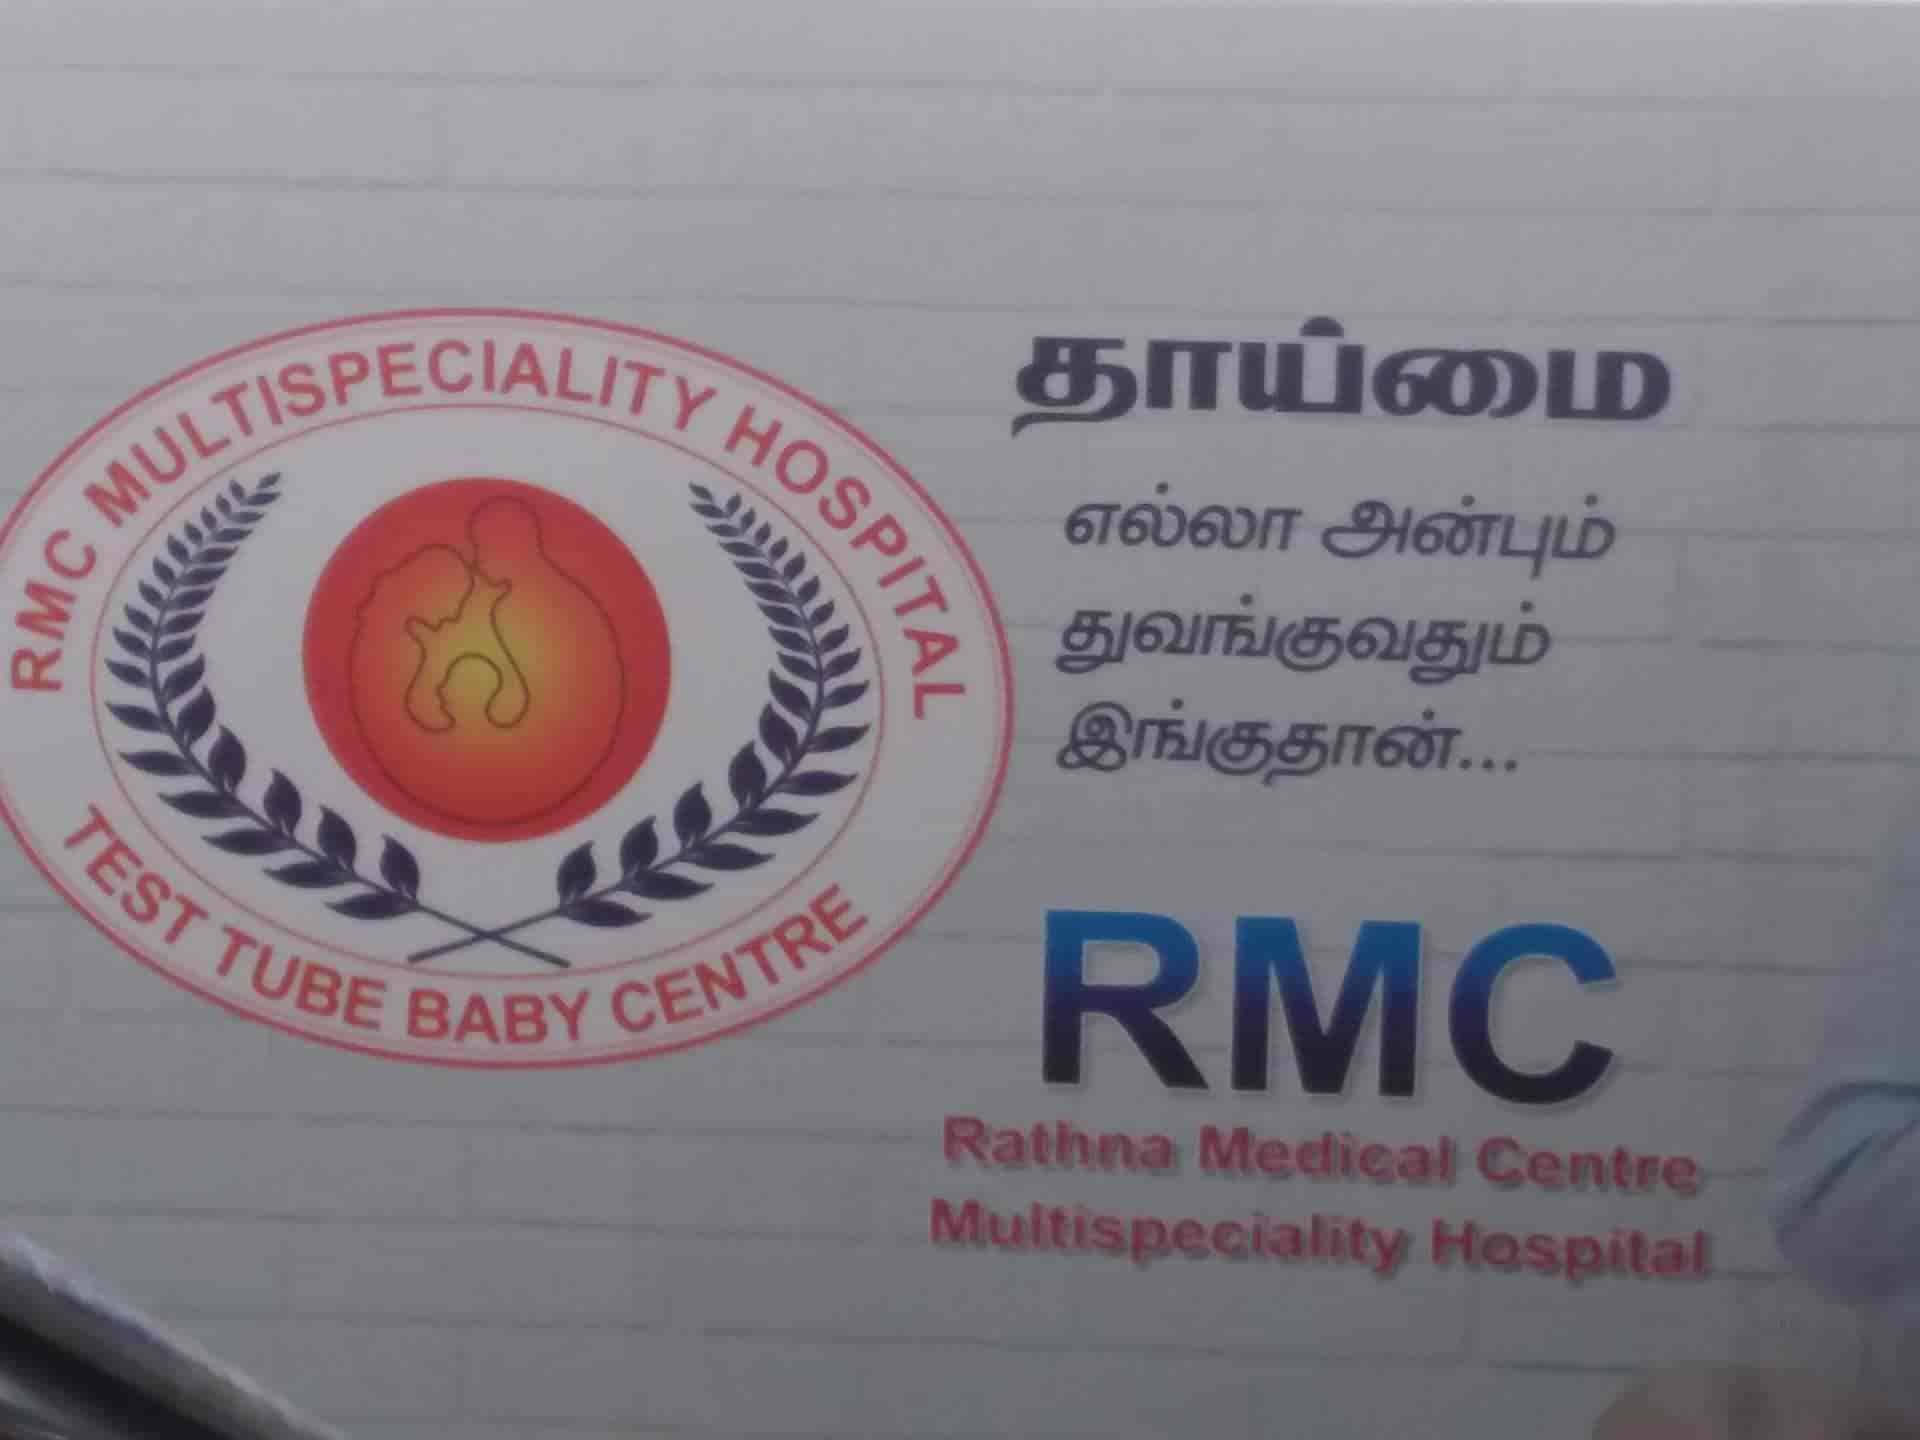 RMC MULTISPECIALITY HOSPITAL
TEST TUBE BABY CENTRE
தாய்மை
எல்லா அன்பும்
துவங்குவதும்
இங்குதான்...
RMC
Rathna Medical Centre
Multispeciality Hospital